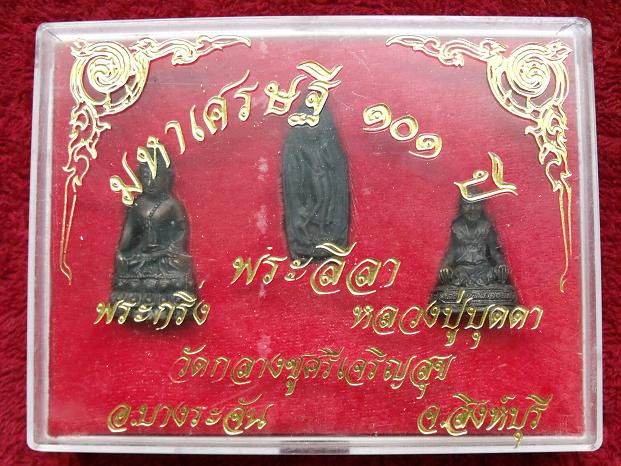 มหาเศรษฐี ๑๐๑ ปี
พระลีลา
พระกริ่ง หลวงปู่บุดดา
วัดกลางชูศรีเจริญสุข
อ.บางระจัน จ.สิงห์บุรี